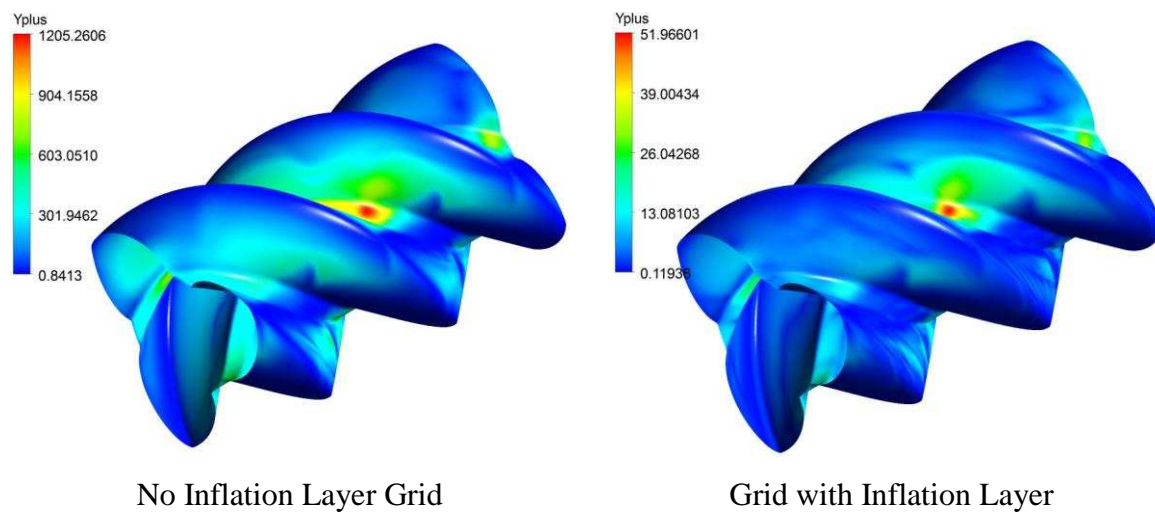 Yplus
1205.2606
904.1558
603.0510
301.9462
0.8413
Yplus
51.96601
39.00434
26.04268
13.08103
0.11936
No Inflation Layer Grid
Grid with Inflation Layer